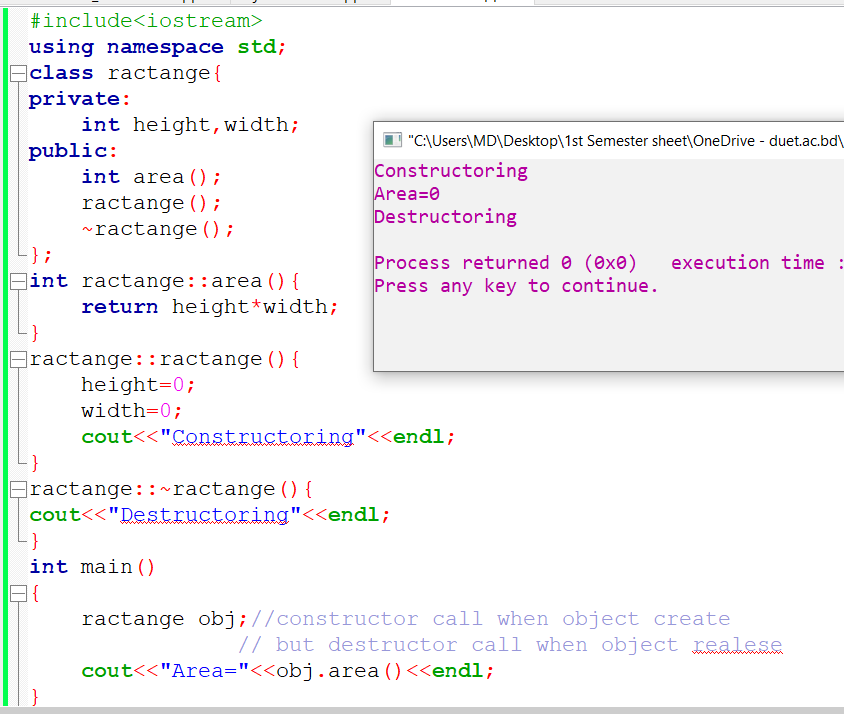 #include<iostream>
using namespace std;
class ractange{
private:
    int height,width;
public:
    int area();
    ractange();
    ~ractange();
};
int ractange::area(){
    return height*width;
}
ractange::ractange(){
    height=0;
    width=0;
    cout<<"Constructoring"<<endl;
}
ractange::~ractange(){
cout<<"Destructoring"<<endl;
}
int main()
{
    ractange obj;//constructor call when object create
                // but destructor call when object realese
    cout<<"Area="<<obj.area()<<endl;
}
"C:\Users\MD\Desktop\1st Semester sheet\OneDrive - duet.ac.bd\
Constructoring
Area=0
Destructoring
Process returned 0 (0x0)   execution time :
Press any key to continue.